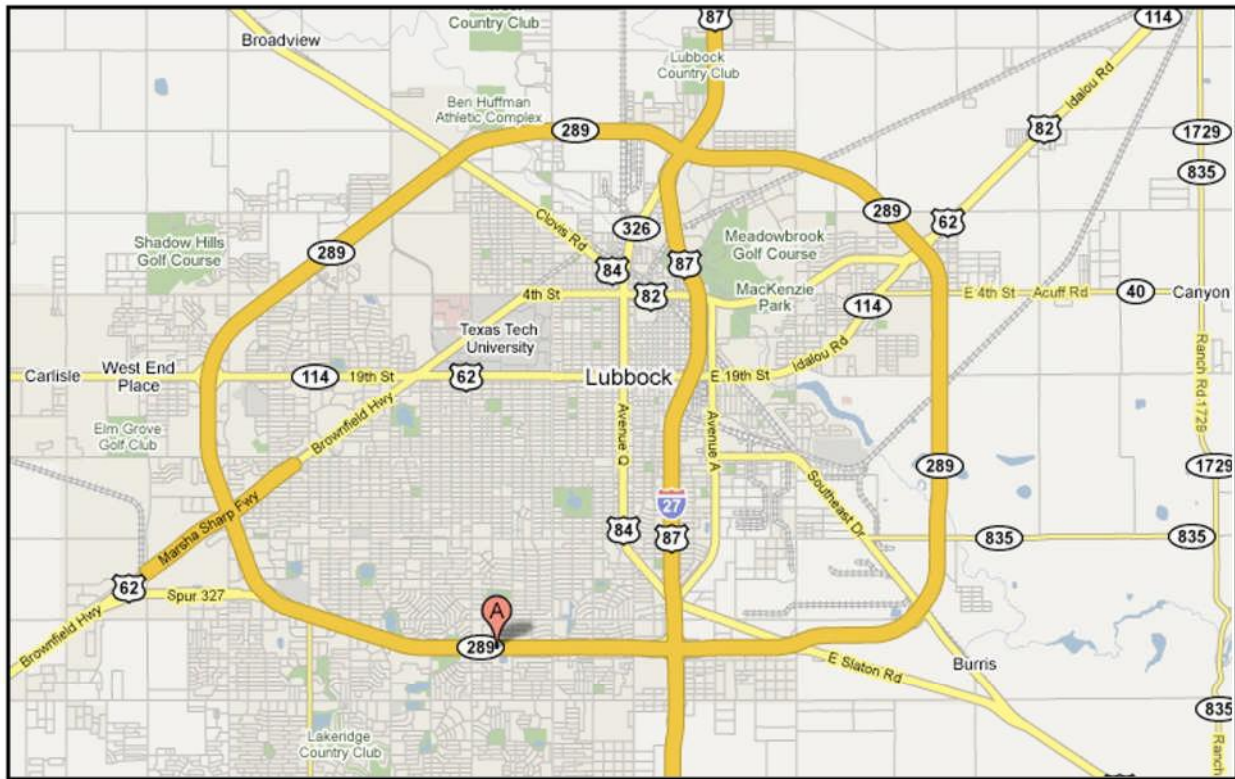 Country Club
87
114
Broadview
Lubbock
Country Club
Idalou Rd
Ben Huffman
Athletic Complex
289
82
1729
835
Clovis Rd
289
62
326
Shadow Hills
Golf Course
289
Meadowbrook
Golf Course
84
87
4th St
82
MacKenzie
Park
114
E 4th St
Acuff Rd
40
Canyon
Texas Tech
University
Idalou Rd
Carlisle
West End
Place
114
19th St
62
Lubbock
E 19th St
Ranch Rd 1729
Elm Grove
Golf Club
Brownfield Hwy
Avenue Q
Avenue A
289
1729
Marsha Sharp Fwy
27
Southeast Dr
84
87
835
835
62
Spur 327
A
Brownfield Hwy
289
E Slaton Rd
Burris
Lakeridge
Country Club
835
Ranch